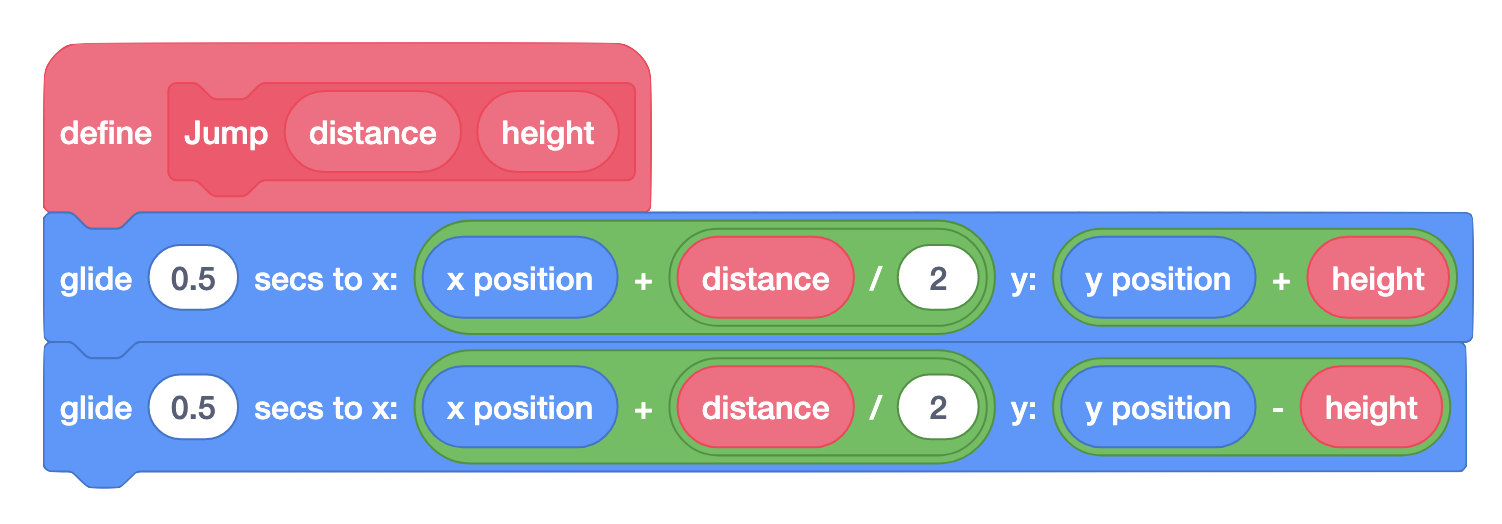 define Jump distance height
glide 0.5 secs to x: x position + distance / 2 y: y position + height
glide 0.5 secs to x: x position + distance / 2 y: y position - height